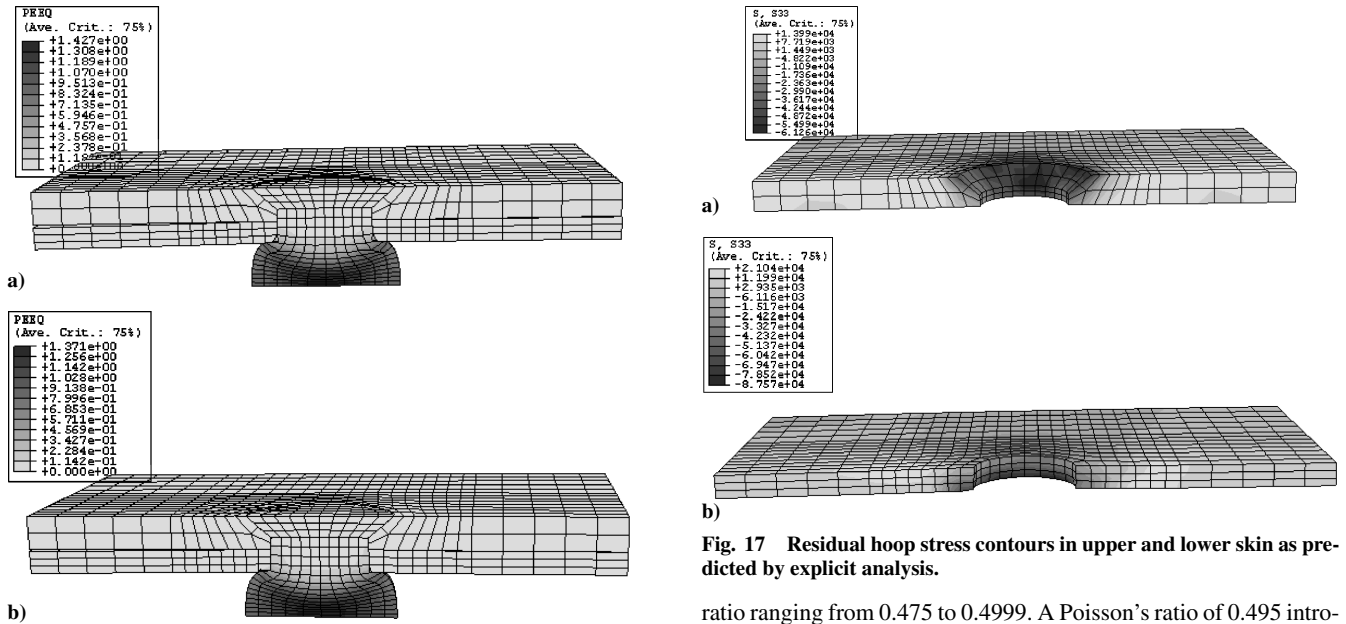 PEEQ
(Ave. Crit.: 75%)
+1.427e+00
+1.308e+00
+1.189e+00
+1.070e+00
+9.513e-01
+8.324e-01
+7.135e-01
+5.946e-01
+4.757e-01
+3.568e-01
+2.378e-01
a)
PEEQ
(Ave. Crit.: 75%)
+1.371e+00
+1.256e+00
+1.142e+00
+1.028e+00
+9.138e-01
+7.996e-01
+6.853e-01
+5.711e-01
+4.569e-01
+3.427e-01
+2.284e-01
+1.142e-01
+0.000e+00
b)
S, S33
(Ave. Crit.: 75%)
+1.399e+04
+7.719e+03
+1.449e+03
-4.822e+03
-1.109e+04
-1.736e+04
-2.363e+04
-2.990e+04
-3.617e+04
-4.244e+04
-4.872e+04
-5.499e+04
-6.126e+04
a)
S, S33
(Ave. Crit.: 75%)
+2.104e+04
+1.199e+04
+2.935e+03
-6.116e+03
-1.517e+04
-2.422e+04
-3.327e+04
-4.232e+04
-5.137e+04
-6.042e+04
-6.947e+04
-7.852e+04
-8.757e+04
b)
Fig. 17 Residual hoop stress contours in upper and lower skin as pre-
dicted by explicit analysis.
ratio ranging from 0.475 to 0.4999. A Poisson's ratio of 0.495 intro-